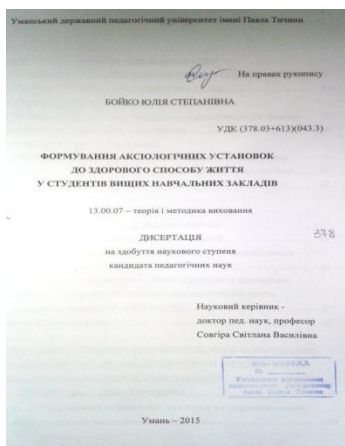 Уманський державний педагогічний університет імені Павла Тичини
На правах рукопису
БОЙКО ЮЛІЯ СТЕПАНІВНА
УДК (378.03+613)(043.3)
ФОРМУВАННЯ АКСІОЛОГІЧНИХ УСТАНОВОК
ДО ЗДОРОВОГО СПОСОБУ ЖИТТЯ
У СТУДЕНТІВ ВИЩИХ НАВЧАЛЬНИХ ЗАКЛАДІВ
13.00.07 – теорія і методика виховання
378
ДИСЕРТАЦІЯ
на здобуття наукового ступеня
кандидата педагогічних наук
Науковий керівник -
доктор пед. наук, професор
Совгіра Світлана Василівна
БІБЛІОТЕКА
Умань – 2015